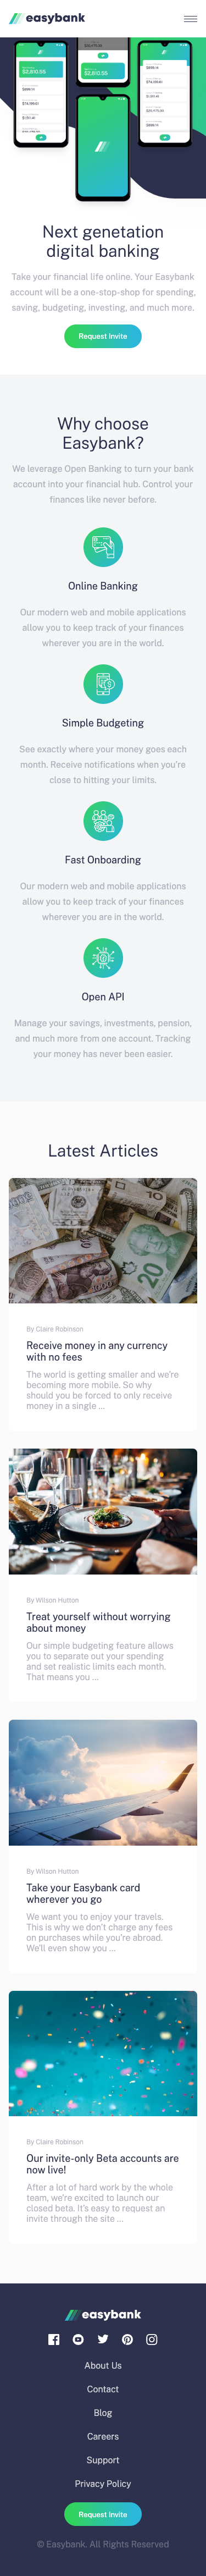 easybank
Next genetation
digital banking
Take your financial life online. Your Easybank
account will be a one-stop-shop for spending,
saving, budgeting, investing, and much more.
Request Invite
Why choose
Easybank?
We leverage Open Banking to turn your bank
account into your financial hub. Control your
finances like never before.
Online Banking
Our modern web and mobile applications
allow you to keep track of your finances
wherever you are in the world.
Simple Budgeting
See exactly where your money goes each
month. Receive notifications when you're
close to hitting your limits.
Fast Onboarding
Our modern web and mobile applications
allow you to keep track of your finances
wherever you are in the world.
Open API
Manage your savings, investments, pension,
and much more from one account. Tracking
your money has never been easier.
Latest Articles
By Claire Robinson
Receive money in any currency
with no fees
The world is getting smaller and we're
becoming more mobile. So why
should you be forced to only receive
money in a single ...
By Wilson Hutton
Treat yourself without worrying
about money
Our simple budgeting feature allows
you to separate out your spending
and set realistic limits each month.
That means you ...
By Wilson Hutton
Take your Easybank card
wherever you go
We want you to enjoy your travels.
This is why we don't charge any fees
on purchases while you're abroad.
We'll even show you ...
By Claire Robinson
Our invite-only Beta accounts are
now live!
After a lot of hard work by the whole
team, we're excited to launch our
closed beta. It's easy to request an
invite through the site ...
easybank
About Us
Contact
Blog
Careers
Support
Privacy Policy
Request Invite
© Easybank. All Rights Reserved